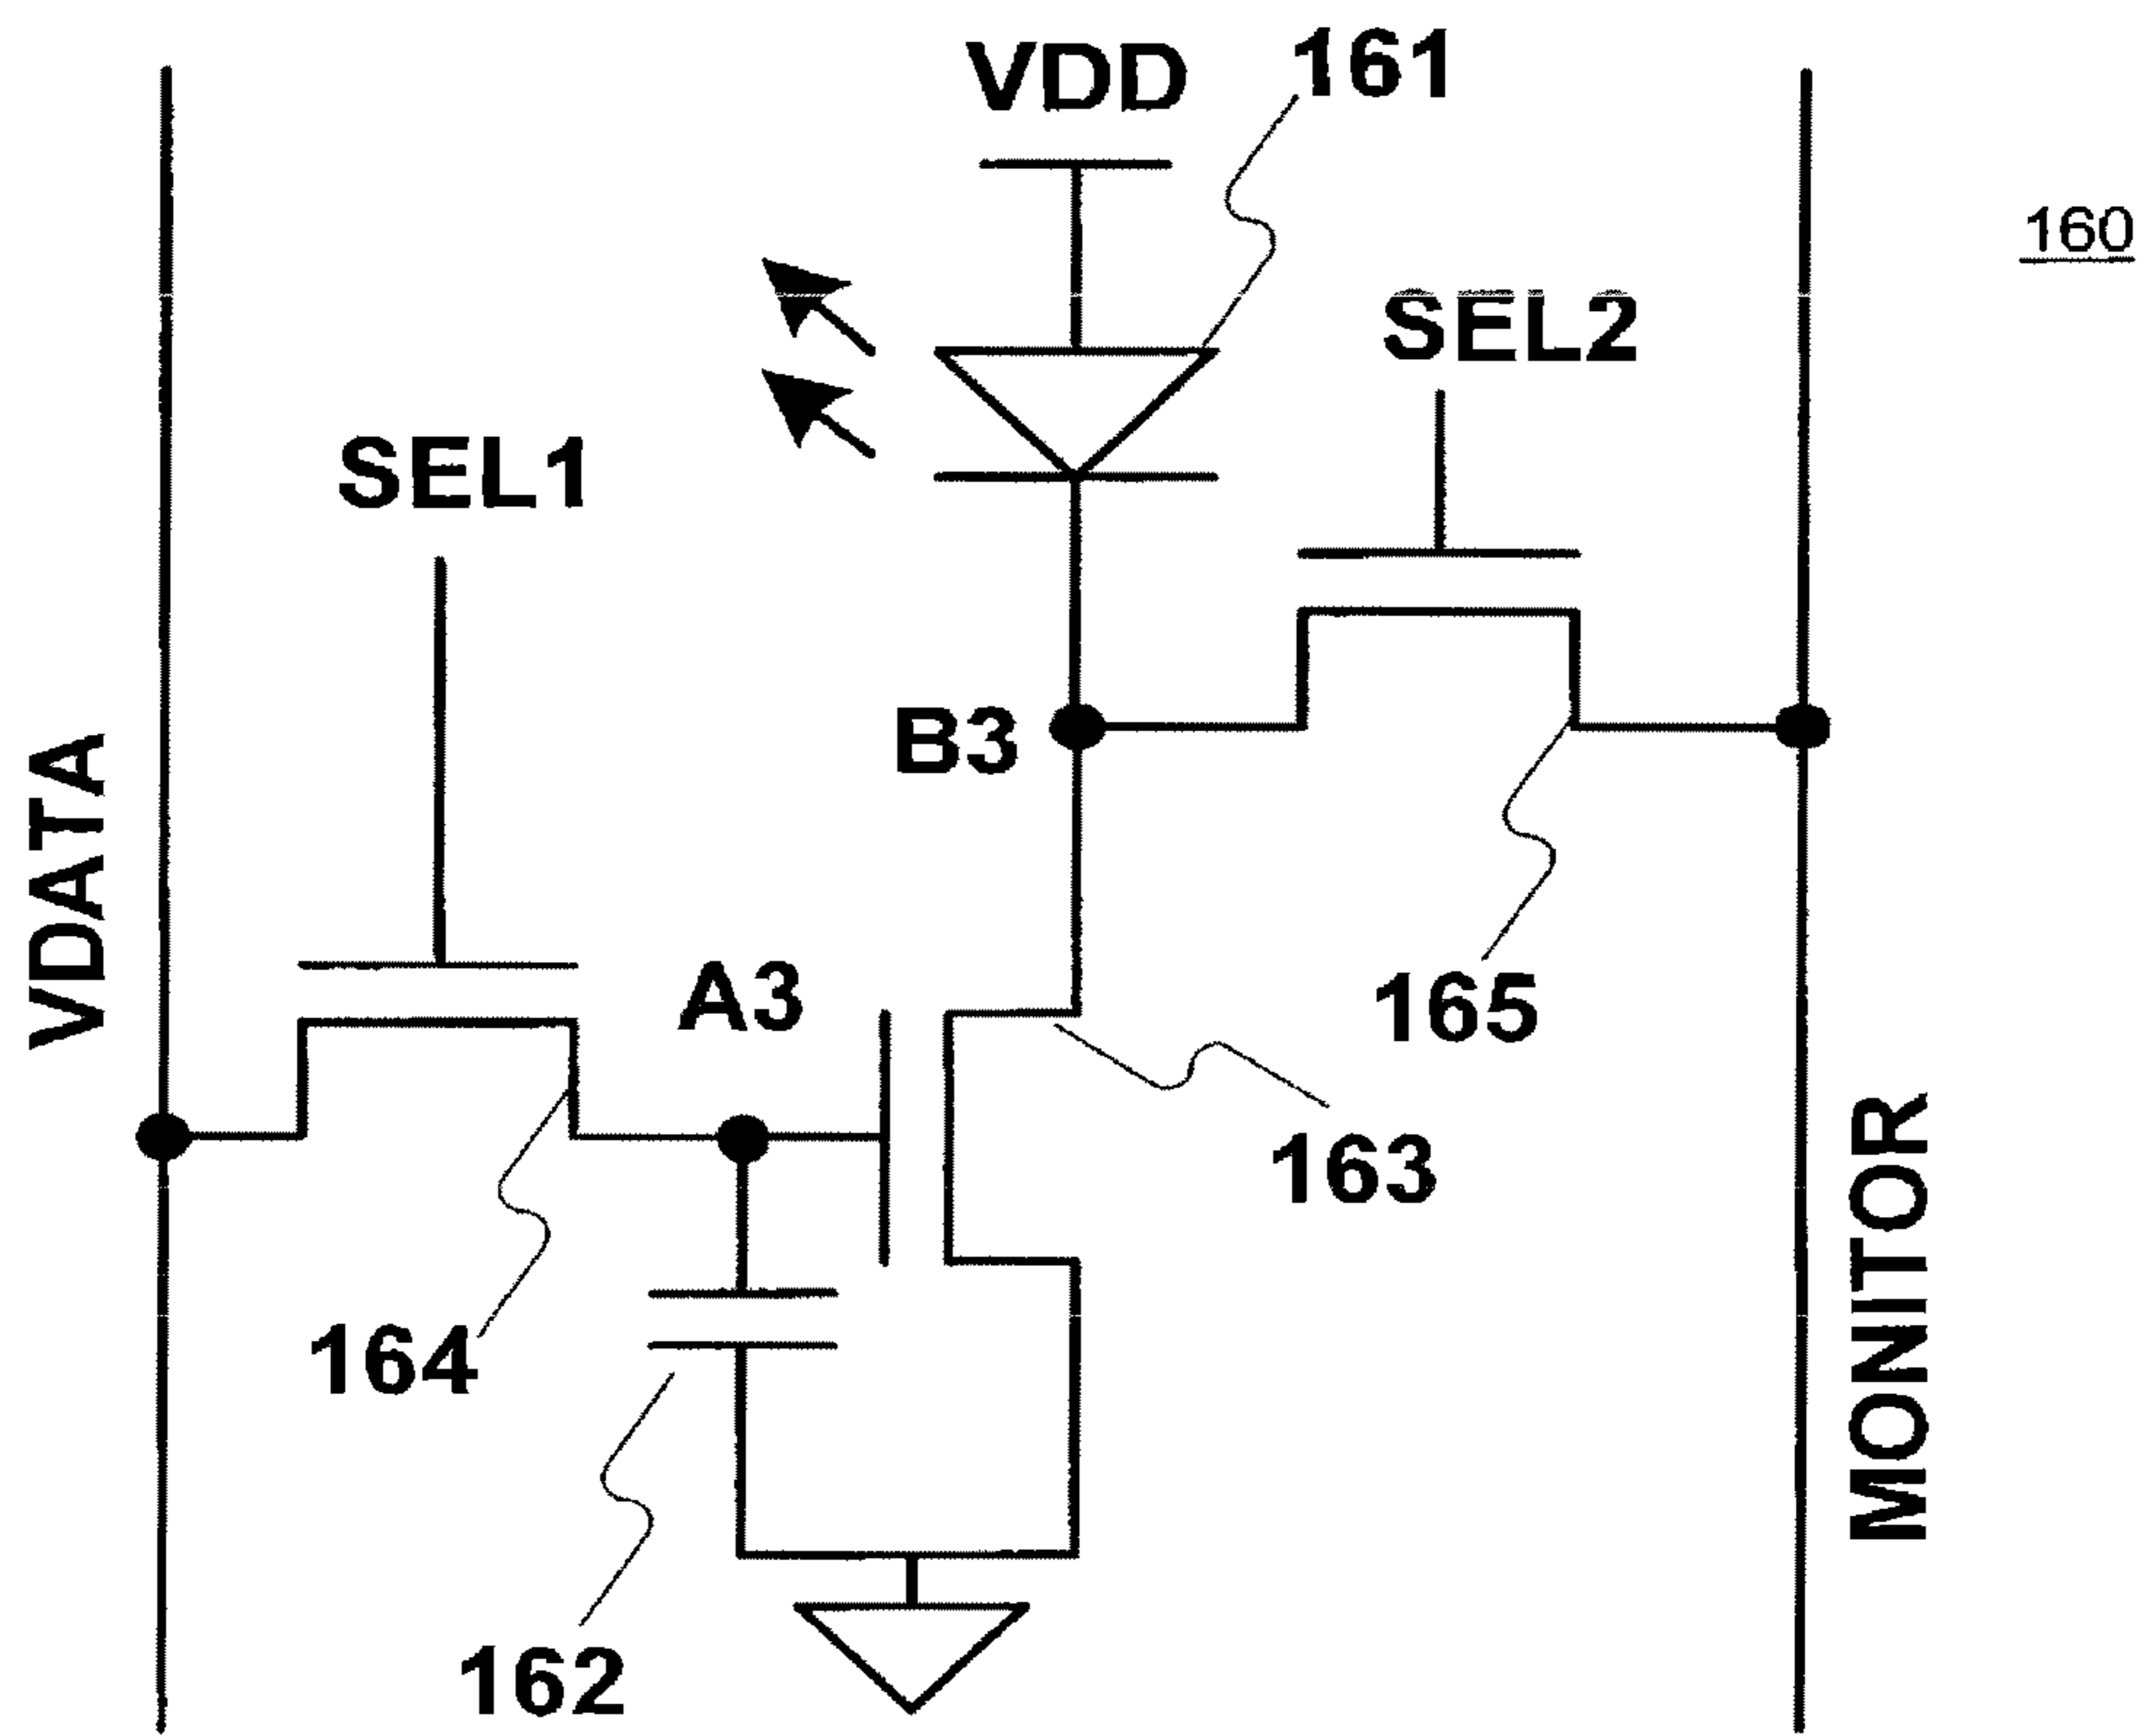 VDD
161
160
SEL2
SEL1
B3
VDATA
A3
165
163
MONITOR
164
162